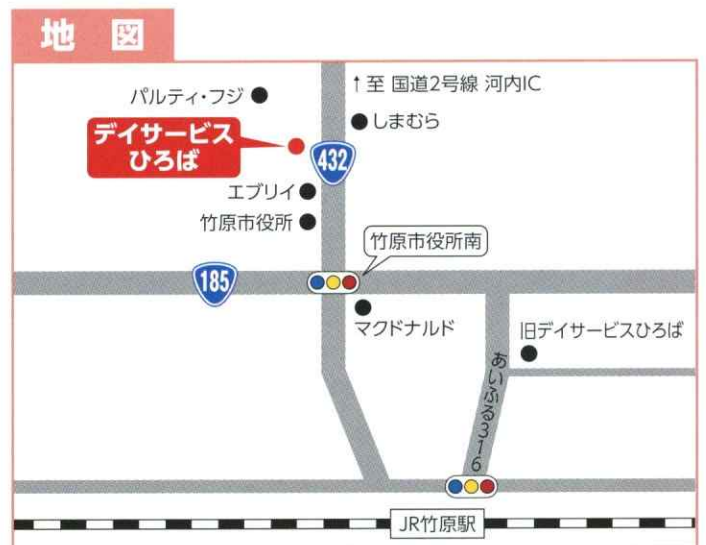 地 図
↑至 国道2号線 河内IC
パルティ・フジ
しまむら
デイサービス
ひろば
432
エブリイ
竹原市役所
竹原市役所南
185
マクドナルド
旧デイサービスひろば
あいふる316
JR竹原駅